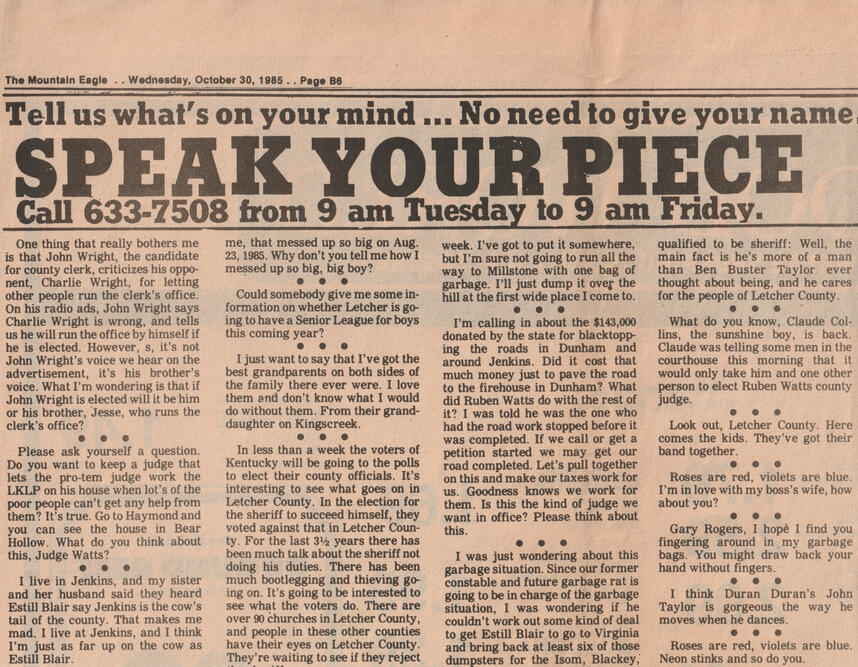 The Mountain Eagle . . Wednesday, October 30, 1985 . . Page B6
Tell us what's on your mind ... No need to give your name.
SPEAK YOUR PIECE
Call 633-7508 from 9 am Tuesday to 9 am Friday.
One thing that really bothers me
is that John Wright, the candidate
for county clerk, criticizes his oppo-
nent, Charlie Wright, for letting
other people run the clerk's office.
On his radio ads, John Wright says
Charlie Wright is wrong, and tells
us he will run the office by himself if
he is elected. However, s, it's not
John Wright's voice we hear on the
advertisement, it's his brother's
voice. What I'm wondering is that if
John Wright is elected will it be him
or his brother, Jesse, who runs the
clerk's office?
● ● ●
Please ask yourself a question.
Do you want to keep a judge that
lets the pro-tem judge work the
LKLP on his house when lot's of the
poor people can't get any help from
them? It's true. Go to Haymond and
you can see the house in Bear
Hollow. What do you think about
this, Judge Watts?
● ● ●
I live in Jenkins, and my sister
and her husband said they heard
Estill Blair say Jenkins is the cow's
tail of the county. That makes me
mad. I live at Jenkins, and I think
I'm just as far up on the cow as
Estill Blair.
me, that messed up so big on Aug.
23, 1985. Why don't you tell me how I
messed up so big, big boy?
● ● ●
Could somebody give me some in-
formation on whether Letcher is go-
ing to have a Senior League for boys
this coming year?
● ● ●
I just want to say that I've got the
best grandparents on both sides of
the family there ever were. I love
them and don't know what I would
do without them. From their grand-
daughter on Kingscreek.
● ● ●
In less than a week the voters of
Kentucky will be going to the polls
to elect their county officials. It's
interesting to see what goes on in
Letcher County. In the election for
the sheriff to succeed himself, they
voted against that in Letcher Coun-
ty. For the last 3½ years there has
been much talk about the sheriff not
doing his duties. There has been
much bootlegging and thieving go-
ing on. It's going to be interested to
see what the voters do. There are
over 90 churches in Letcher County,
and people in these other counties
have their eyes on Letcher County.
They're waiting to see if they reject
week. I've got to put it somewhere,
but I'm sure not going to run all the
way to Millstone with one bag of
garbage. I'll just dump it over the
hill at the first wide place I come to.
● ● ●
I'm calling in about the $143,000
donated by the state for blacktopp-
ing the roads in Dunham and
around Jenkins. Did it cost that
much money just to pave the road
to the firehouse in Dunham? What
did Ruben Watts do with the rest of
it? I was told he was the one who
had the road work stopped before it
was completed. If we call or get a
petition started we may get our
road completed. Let's pull together
on this and make our taxes work for
us. Goodness knows we work for
them. Is this the kind of judge we
want in office? Please think about
this.
● ● ●
I was just wondering about this
garbage situation. Since our former
constable and future garbage rat is
going to be in charge of the garbage
situation, I was wondering if he
couldn't work out some kind of deal
to get Estill Blair to go to Virginia
and bring back at least six of those
dumpsters for the Isom, Blackey,
qualified to be sheriff: Well, the
main fact is he's more of a man
than Ben Buster Taylor ever
thought about being, and he cares
for the people of Letcher County.
● ● ●
What do you know, Claude Col-
lins, the sunshine boy, is back.
Claude was telling some men in the
courthouse this morning that it
would only take him and one other
person to elect Ruben Watts county
judge.
● ● ●
Look out, Letcher County. Here
comes the kids. They've got their
band together.
● ● ●
Roses are red, violets are blue.
I'm in love with my boss's wife, how
about you?
● ● ●
Gary Rogers, I hope I find you
fingering around in my garbage
bags. You might draw back your
hand without fingers.
● ● ●
I think Duran Duran's John
Taylor is gorgeous the way he
moves when he dances.
● ● ●
Roses are red, violets are blue.
Neon stinks and so do you.